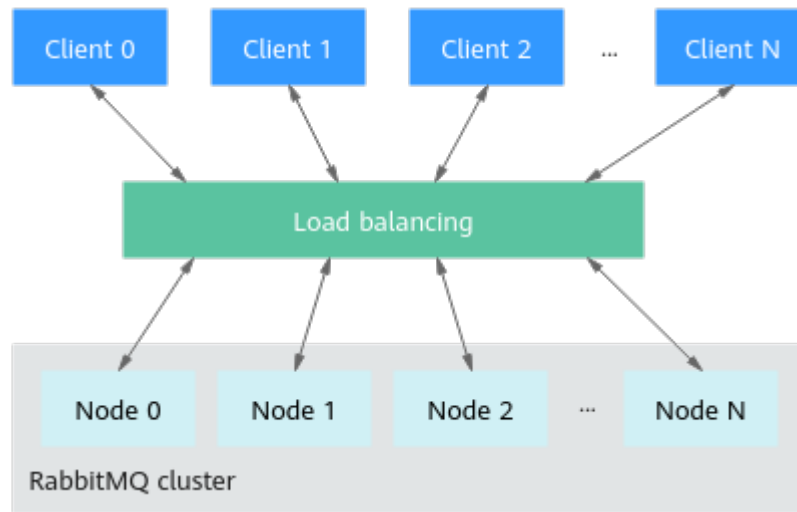 Client 0
Client 1
Client 2
...
Client N
Load balancing
Node 0
Node 1
Node 2
...
Node N
RabbitMQ cluster